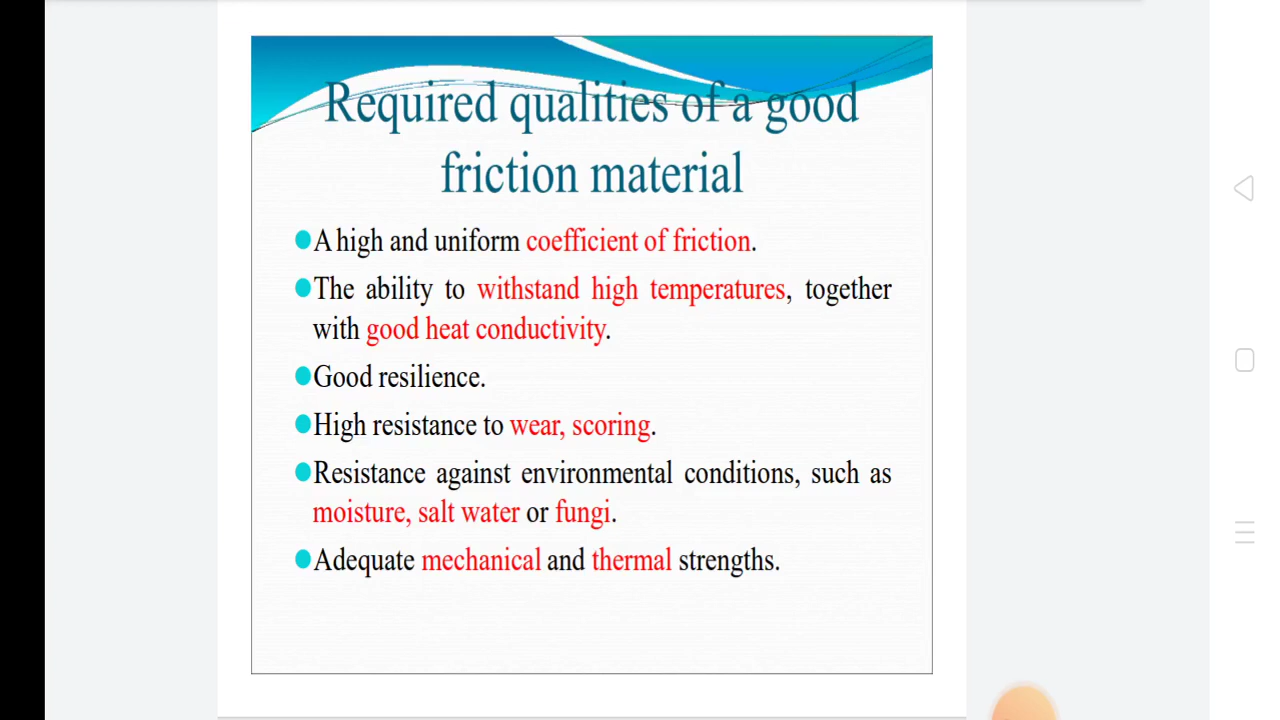 Required qualities of a good
friction material
A high and uniform coefficient of friction.
The ability to withstand high temperatures, together
with good heat conductivity.
Good resilience.
High resistance to wear, scoring.
Resistance against environmental conditions, such as
moisture, salt water or fungi.
Adequate mechanical and thermal strengths.